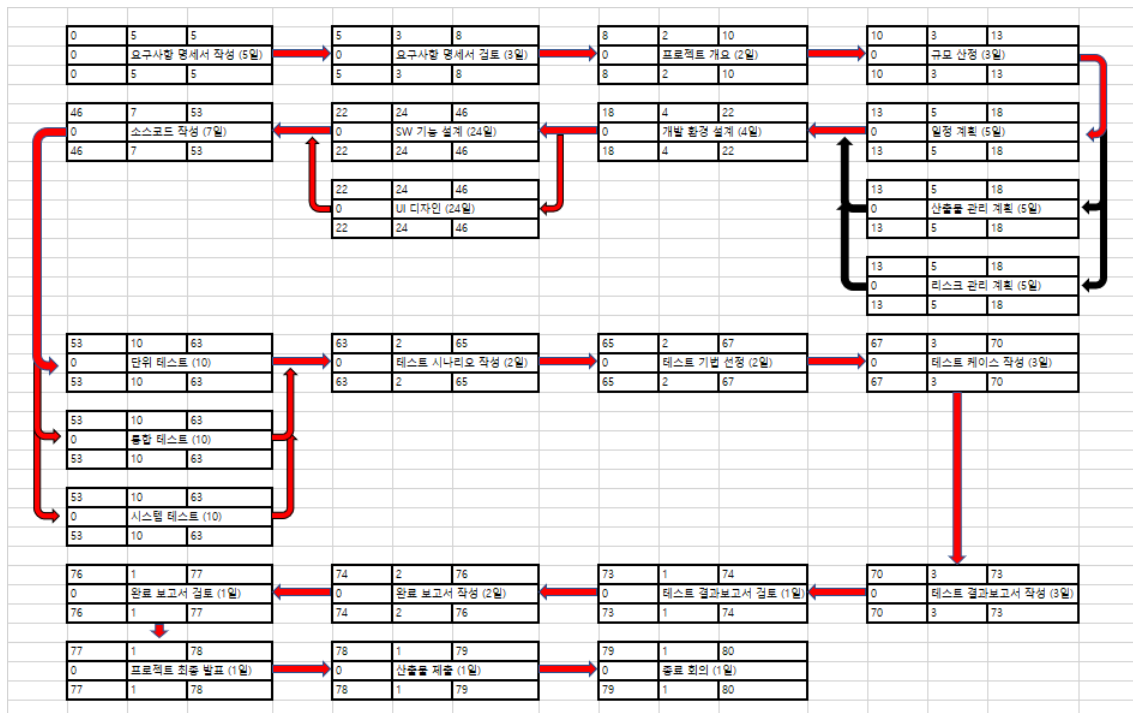 0 5 5
0 요구사항 명세서 작성 (5일)
0 5 5
5 3 8
0 요구사항 명세서 검토 (3일)
5 3 8
8 2 10
0 프로젝트 개요 (2일)
8 2 10
10 3 13
0 규모 산정 (3일)
10 3 13
46 7 53
0 소스코드 작성 (7일)
46 7 53
22 24 46
0 SW 기능 설계 (24일)
22 24 46
18 4 22
0 개발 환경 설계 (4일)
18 4 22
13 5 18
0 일정 계획 (5일)
13 5 18
22 24 46
0 UI 디자인 (24일)
22 24 46
13 5 18
0 산출물 관리 계획 (5일)
13 5 18
13 5 18
0 리스크 관리 계획 (5일)
13 5 18
53 10 63
0 단위 테스트 (10)
53 10 63
63 2 65
0 테스트 시나리오 작성 (2일)
63 2 65
65 2 67
0 테스트 기법 선정 (2일)
65 2 67
67 3 70
0 테스트 케이스 작성 (3일)
67 3 70
53 10 63
0 통합 테스트 (10)
53 10 63
53 10 63
0 시스템 테스트 (10)
53 10 63
76 1 77
0 완료 보고서 검토 (1일)
76 1 77
74 2 76
0 완료 보고서 작성 (2일)
74 2 76
73 1 74
0 테스트 결과보고서 검토 (1일)
73 1 74
70 3 73
0 테스트 결과보고서 작성 (3일)
70 3 73
77 1 78
0 프로젝트 최종 발표 (1일)
77 1 78
78 1 79
0 산출물 제출 (1일)
78 1 79
79 1 80
0 종료 회의 (1일)
79 1 80